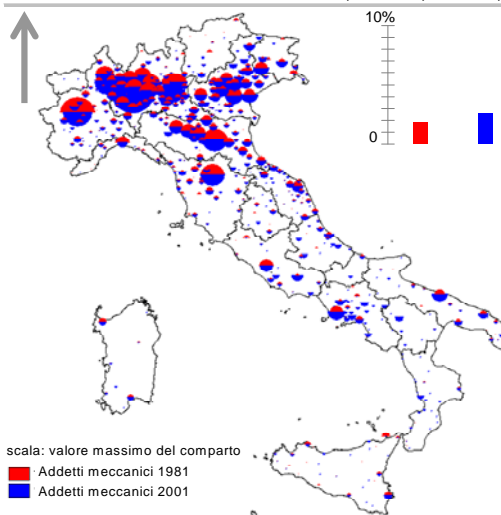 10%
0
scala: valore massimo del comparto
Addetti meccanici 1981
Addetti meccanici 2001